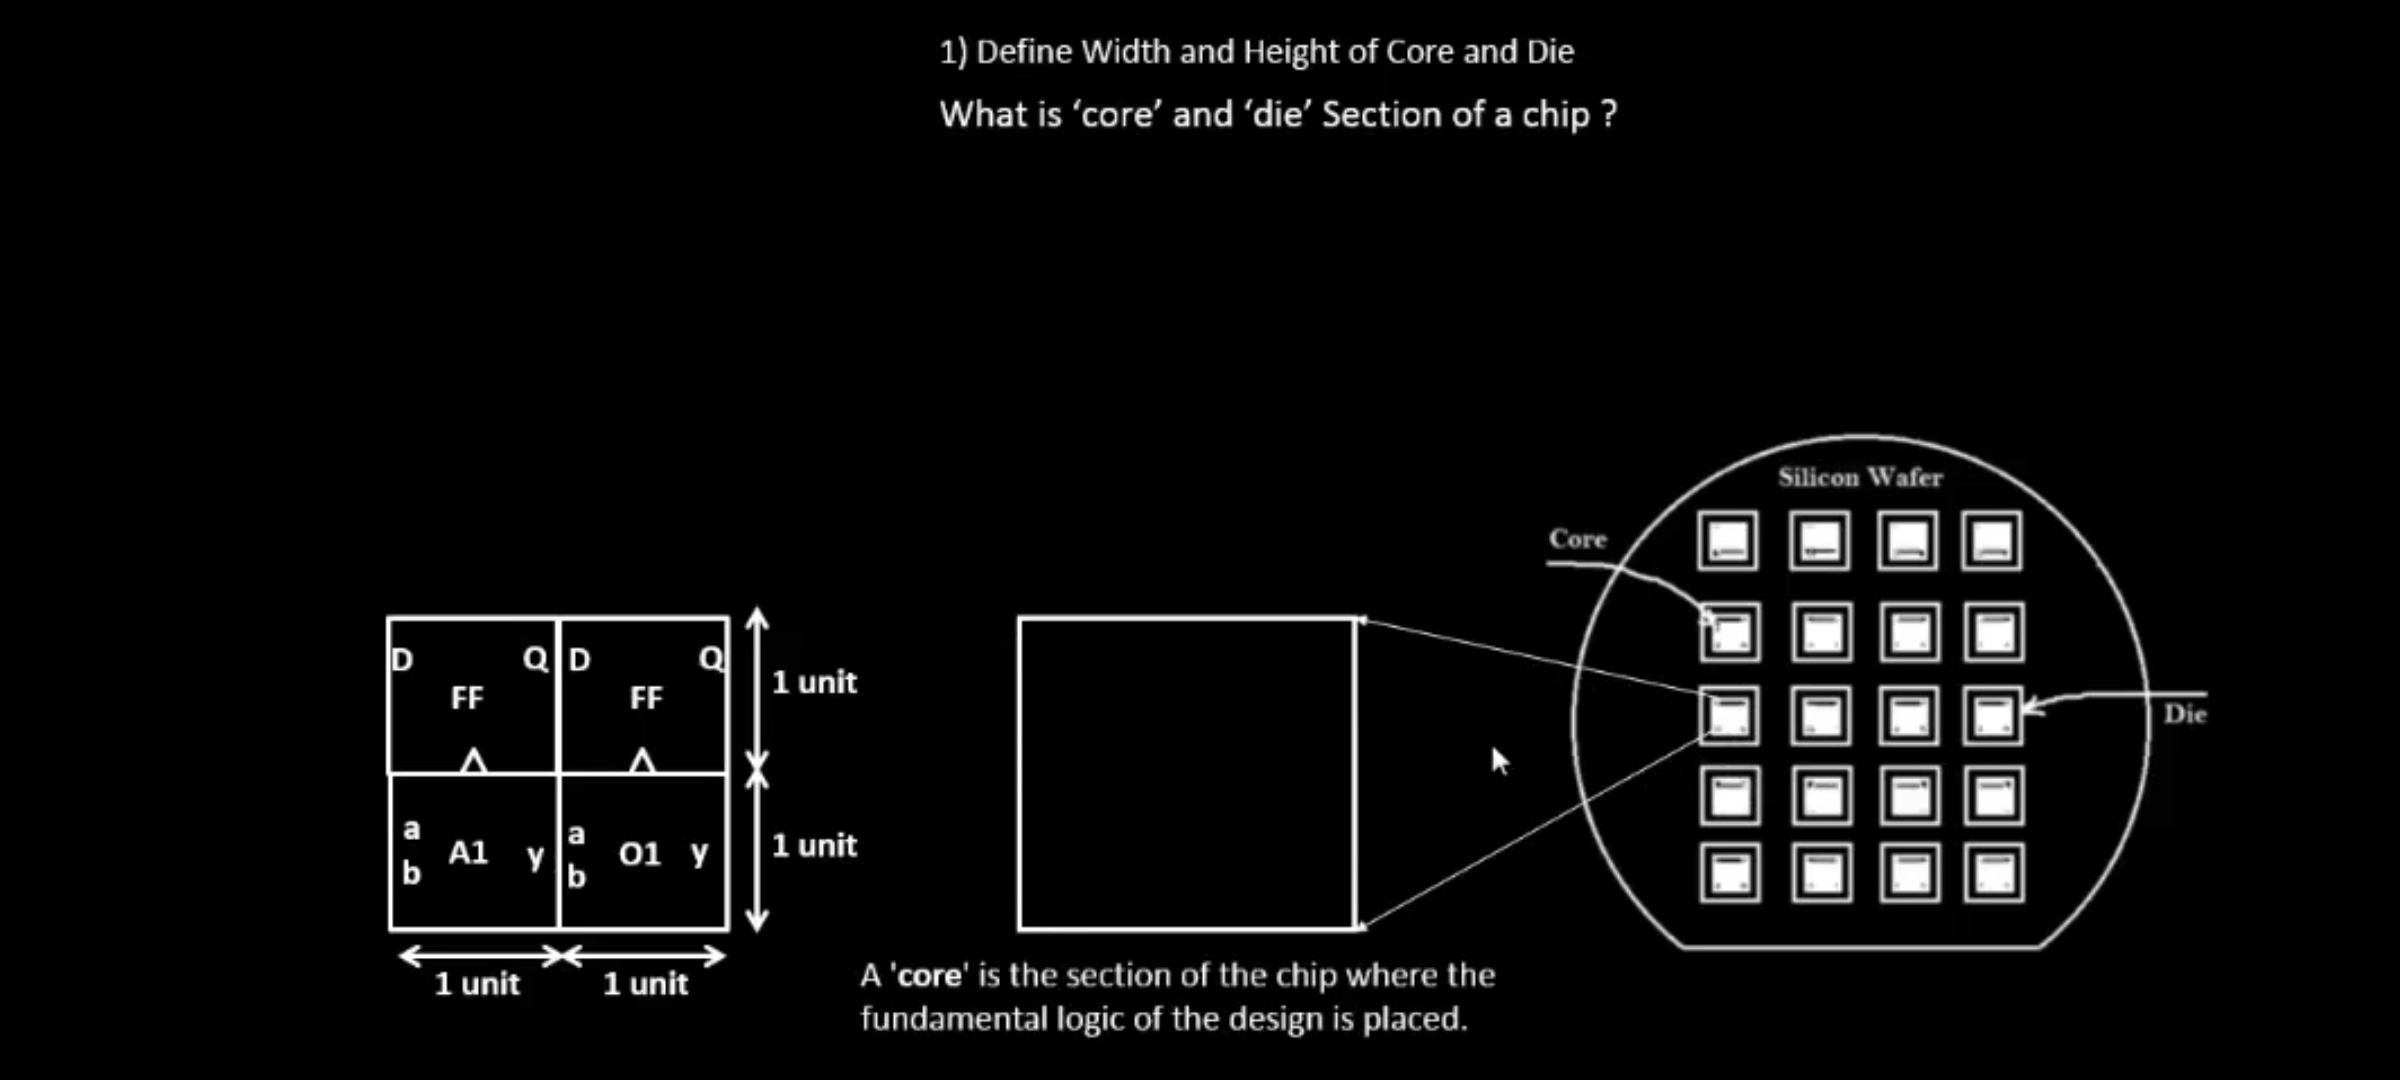 1) Define Width and Height of Core and Die
What is ‘core’ and ‘die’ Section of a chip ?
Silicon Wafer
Core
Die
D Q D Q
FF FF
1 unit
a A1 y a O1 y
b b
1 unit
1 unit 1 unit
A 'core' is the section of the chip where the
fundamental logic of the design is placed.